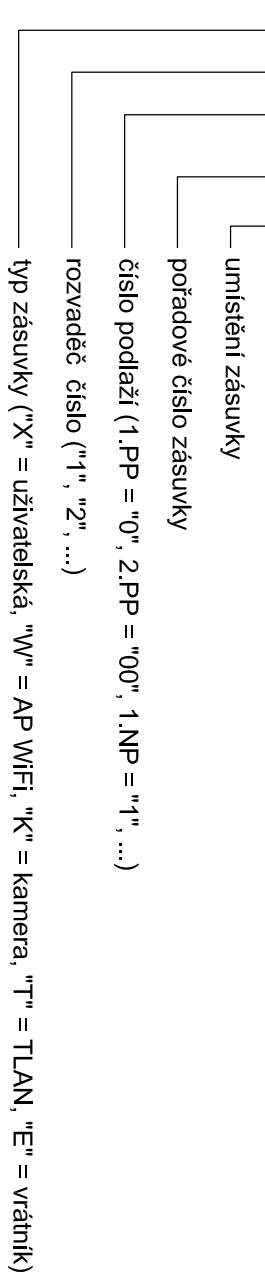 umístění zásuvky
pořadové číslo zásuvky
číslo podlaží (1.PP = "0", 2.PP = "00", 1.NP = "1", ...)
rozvaděč číslo ("1", "2", ...)
typ zásuvky ("X" = uživatelská, "W" = AP WiFi, "K" = kamera, "T" = TLAN, "E" = vrátník)